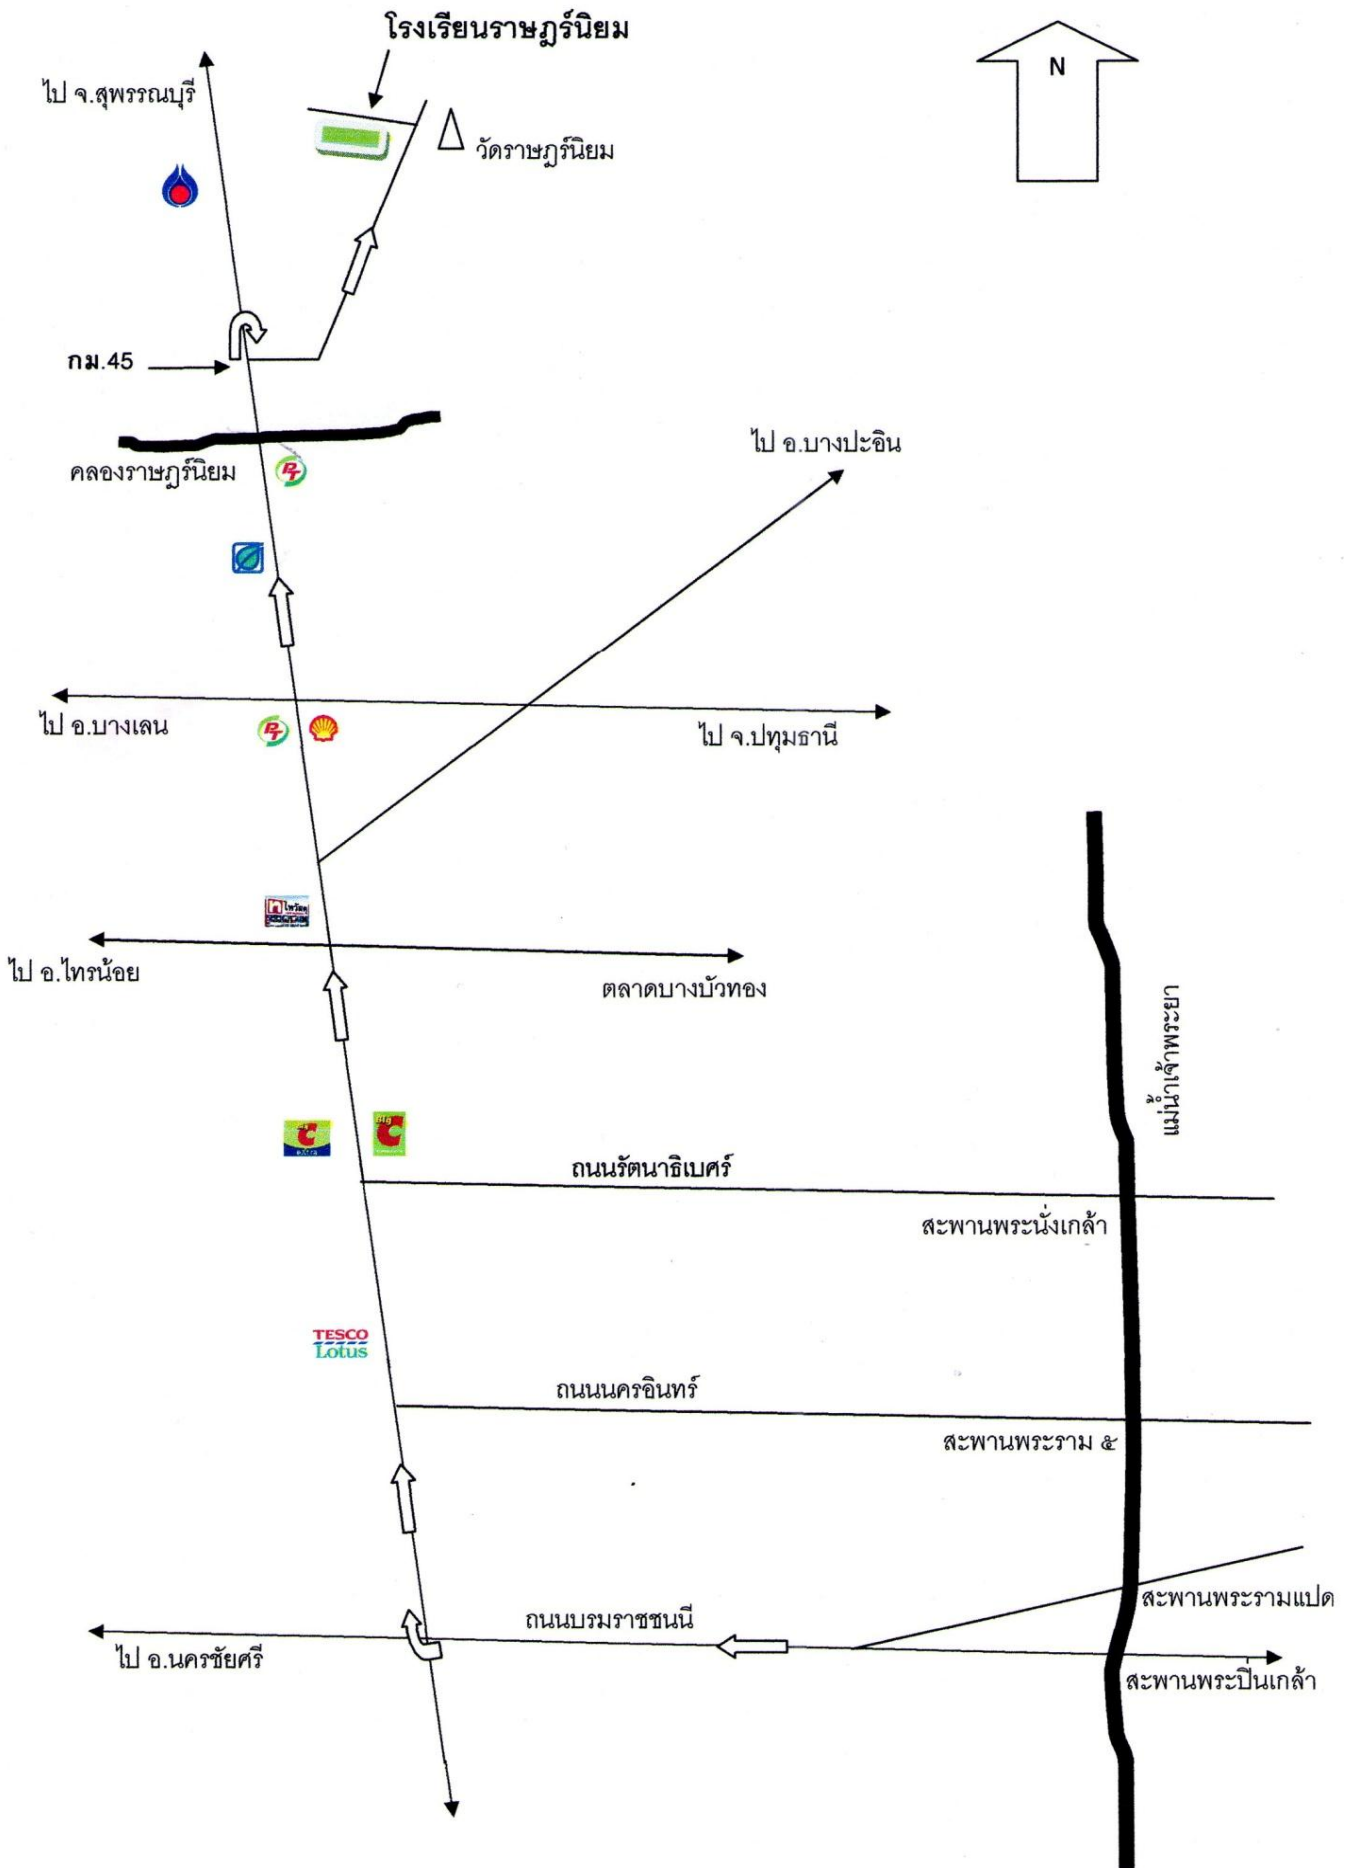 โรงเรียนราษฎร์นิยม
N
ไป จ.สุพรรณบุรี
วัดราษฎร์นิยม
กม.45
ไป อ.บางปะอิน
คลองราษฎร์นิยม
PT
ไป อ.บางเลน
PT
ไป จ.ปทุมธานี
ไทวัสดุ
ไป อ.ไทรน้อย
ตลาดบางบัวทอง
แม่น้ำเจ้าพระยา
Big C extra
Big C
ถนนรัตนาธิเบศร์
สะพานพระนั่งเกล้า
TESCO
Lotus
ถนนนครอินทร์
สะพานพระราม ๕
สะพานพระรามแปด
ถนนบรมราชชนนี
ไป อ.นครชัยศรี
สะพานพระปิ่นเกล้า